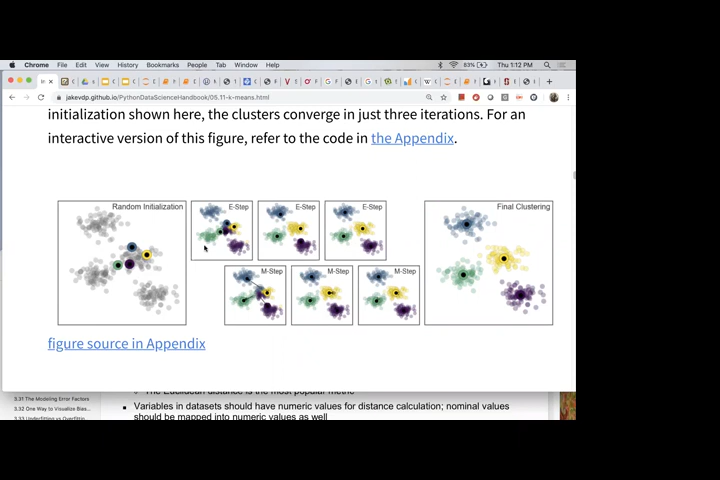 Chrome File Edit View History Bookmarks People Tab Window Help 83% Thu 1:12 PM
jakevdp.github.io/PythonDataScienceHandbook/05.11-k-means.html
initialization shown here, the clusters converge in just three iterations. For an
interactive version of this figure, refer to the code in the Appendix.
Random Initialization E-Step E-Step E-Step Final Clustering
M-Step M-Step M-Step
figure source in Appendix
3.31 The Modeling Error Factors
The Euclidean distance is the most popular metric
3.32 One Way to Visualize Bias...
Variables in datasets should have numeric values for distance calculation; nominal values
should be mapped into numeric values as well